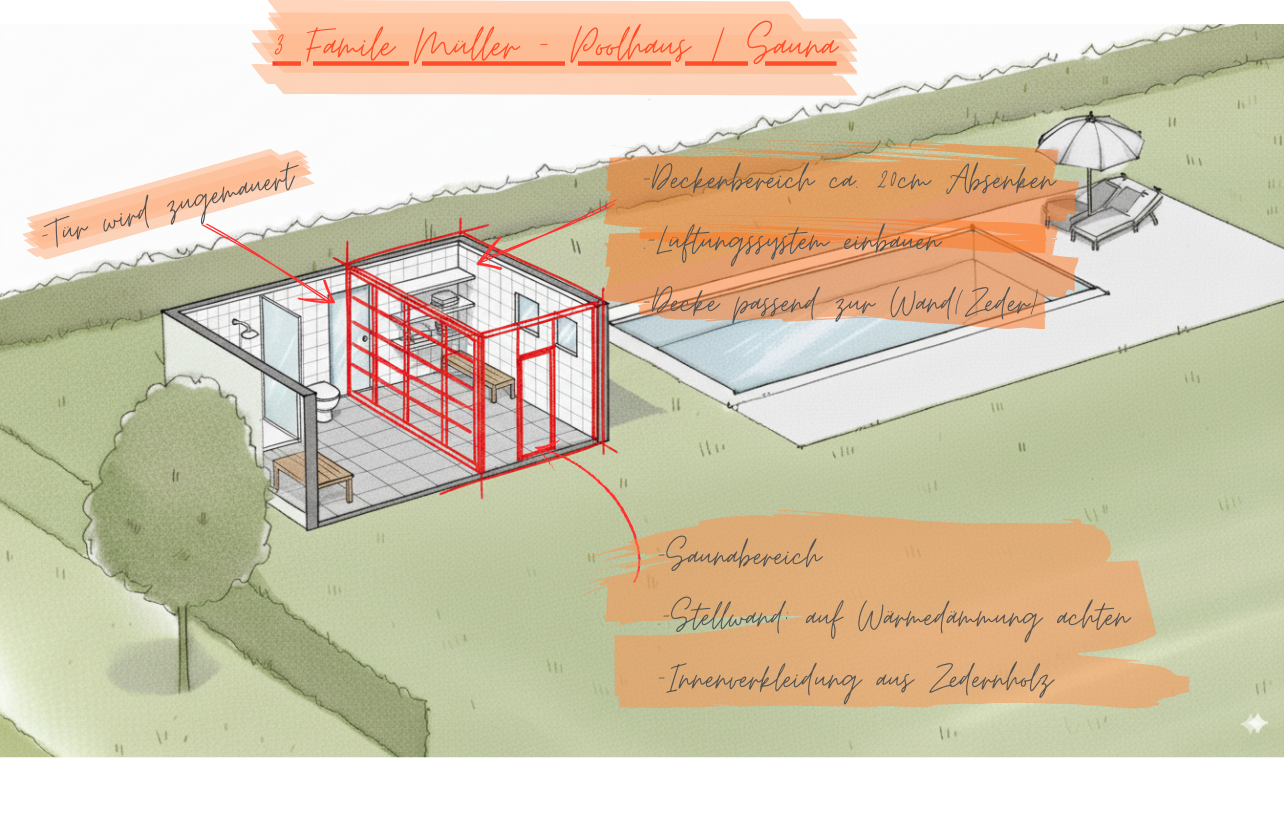 3 Famile Müller - Poolhaus / Sauna
-Tür wird zugemauert
-Deckenbereich ca. 20cm Absenken
-Lüftungssystem einbauen
-Decke passend zur Wand(Zeder)
-Saunabereich
-Stellwand: auf Wärmedämmung achten
-Innenverkleidung aus Zedernholz